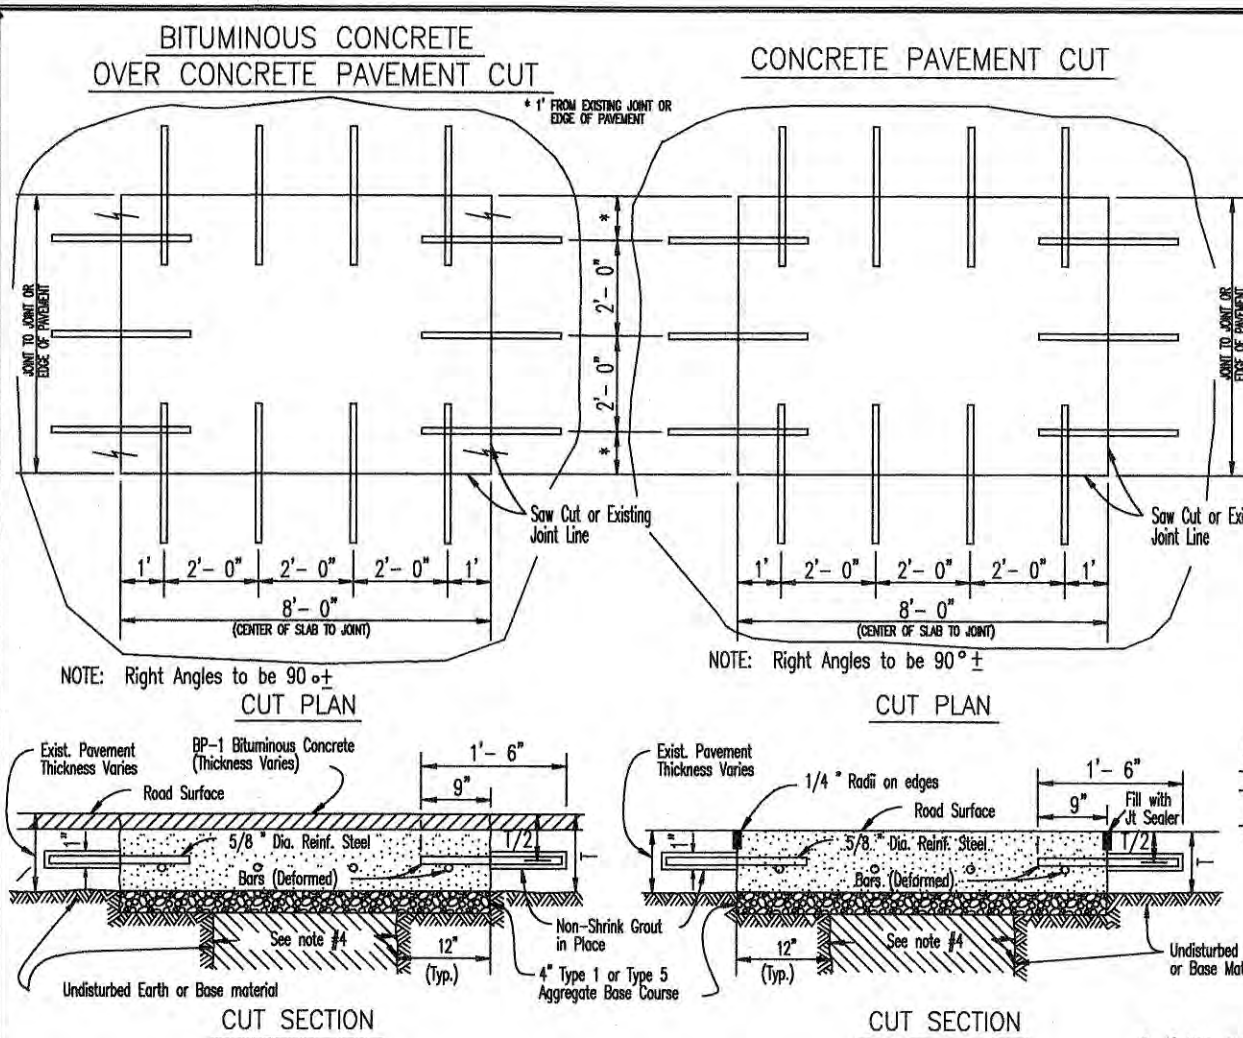 BITUMINOUS CONCRETE
OVER CONCRETE PAVEMENT CUT
* 1' FROM EXISTING JOINT OR
EDGE OF PAVEMENT
JOINT TO JOINT OR
EDGE OF PAVEMENT
*
2'- 0"
2'- 0"
*
Saw Cut or Existing
Joint Line
1' 2'- 0" 2'- 0" 2'- 0" 1'
8'- 0"
(CENTER OF SLAB TO JOINT)
NOTE: Right Angles to be 90 °±
CUT PLAN
CONCRETE PAVEMENT CUT
JOINT TO JOINT OR
EDGE OF PAVEMENT
Saw Cut or Exi
Joint Line
1' 2'- 0" 2'- 0" 2'- 0" 1'
8'- 0"
(CENTER OF SLAB TO JOINT)
NOTE: Right Angles to be 90° ±
CUT PLAN
Exist. Pavement
Thickness Varies
BP-1 Bituminous Concrete
(Thickness Varies)
1'- 6"
9"
Road Surface
1"
5/8 " Dia. Reinf. Steel
T/2
T
Bars (Deformed)
See note #4
12"
(Typ.)
Non-Shrink Grout
in Place
4" Type 1 or Type 5
Aggregate Base Course
Undisturbed Earth or Base material
CUT SECTION
Exist. Pavement
Thickness Varies
1/4 " Radii on edges
1'- 6"
9"
Fill with
Jt Sealer
Road Surface
1"
5/8 " Dia. Reinf. Steel
T/2
T
Bars (Deformed)
See note #4
12"
(Typ.)
Undisturbed
or Base Mat
CUT SECTION